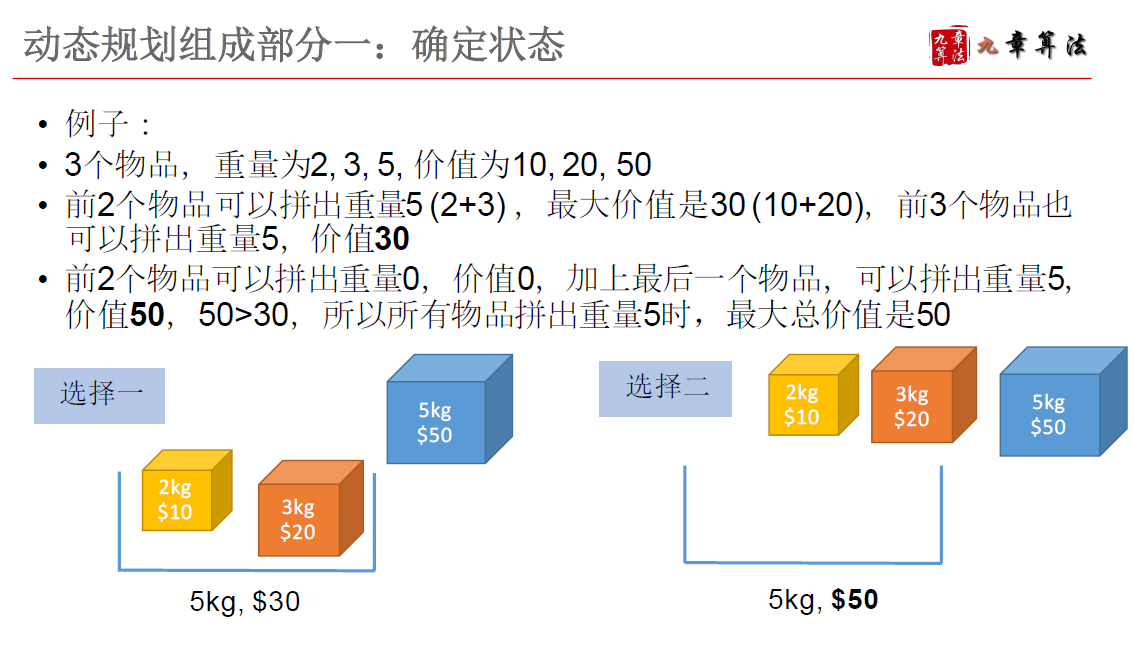 动态规划组成部分一：确定状态
九章算法
九章算法
• 例子：
• 3个物品，重量为2, 3, 5, 价值为10, 20, 50
• 前2个物品可以拼出重量5 (2+3)，最大价值是30 (10+20)，前3个物品也
可以拼出重量5，价值30
• 前2个物品可以拼出重量0，价值0，加上最后一个物品，可以拼出重量5，
价值50，50>30，所以所有物品拼出重量5时，最大总价值是50
选择一
5kg
$50
2kg
$10
3kg
$20
5kg, $30
选择二
2kg
$10
3kg
$20
5kg
$50
5kg, $50